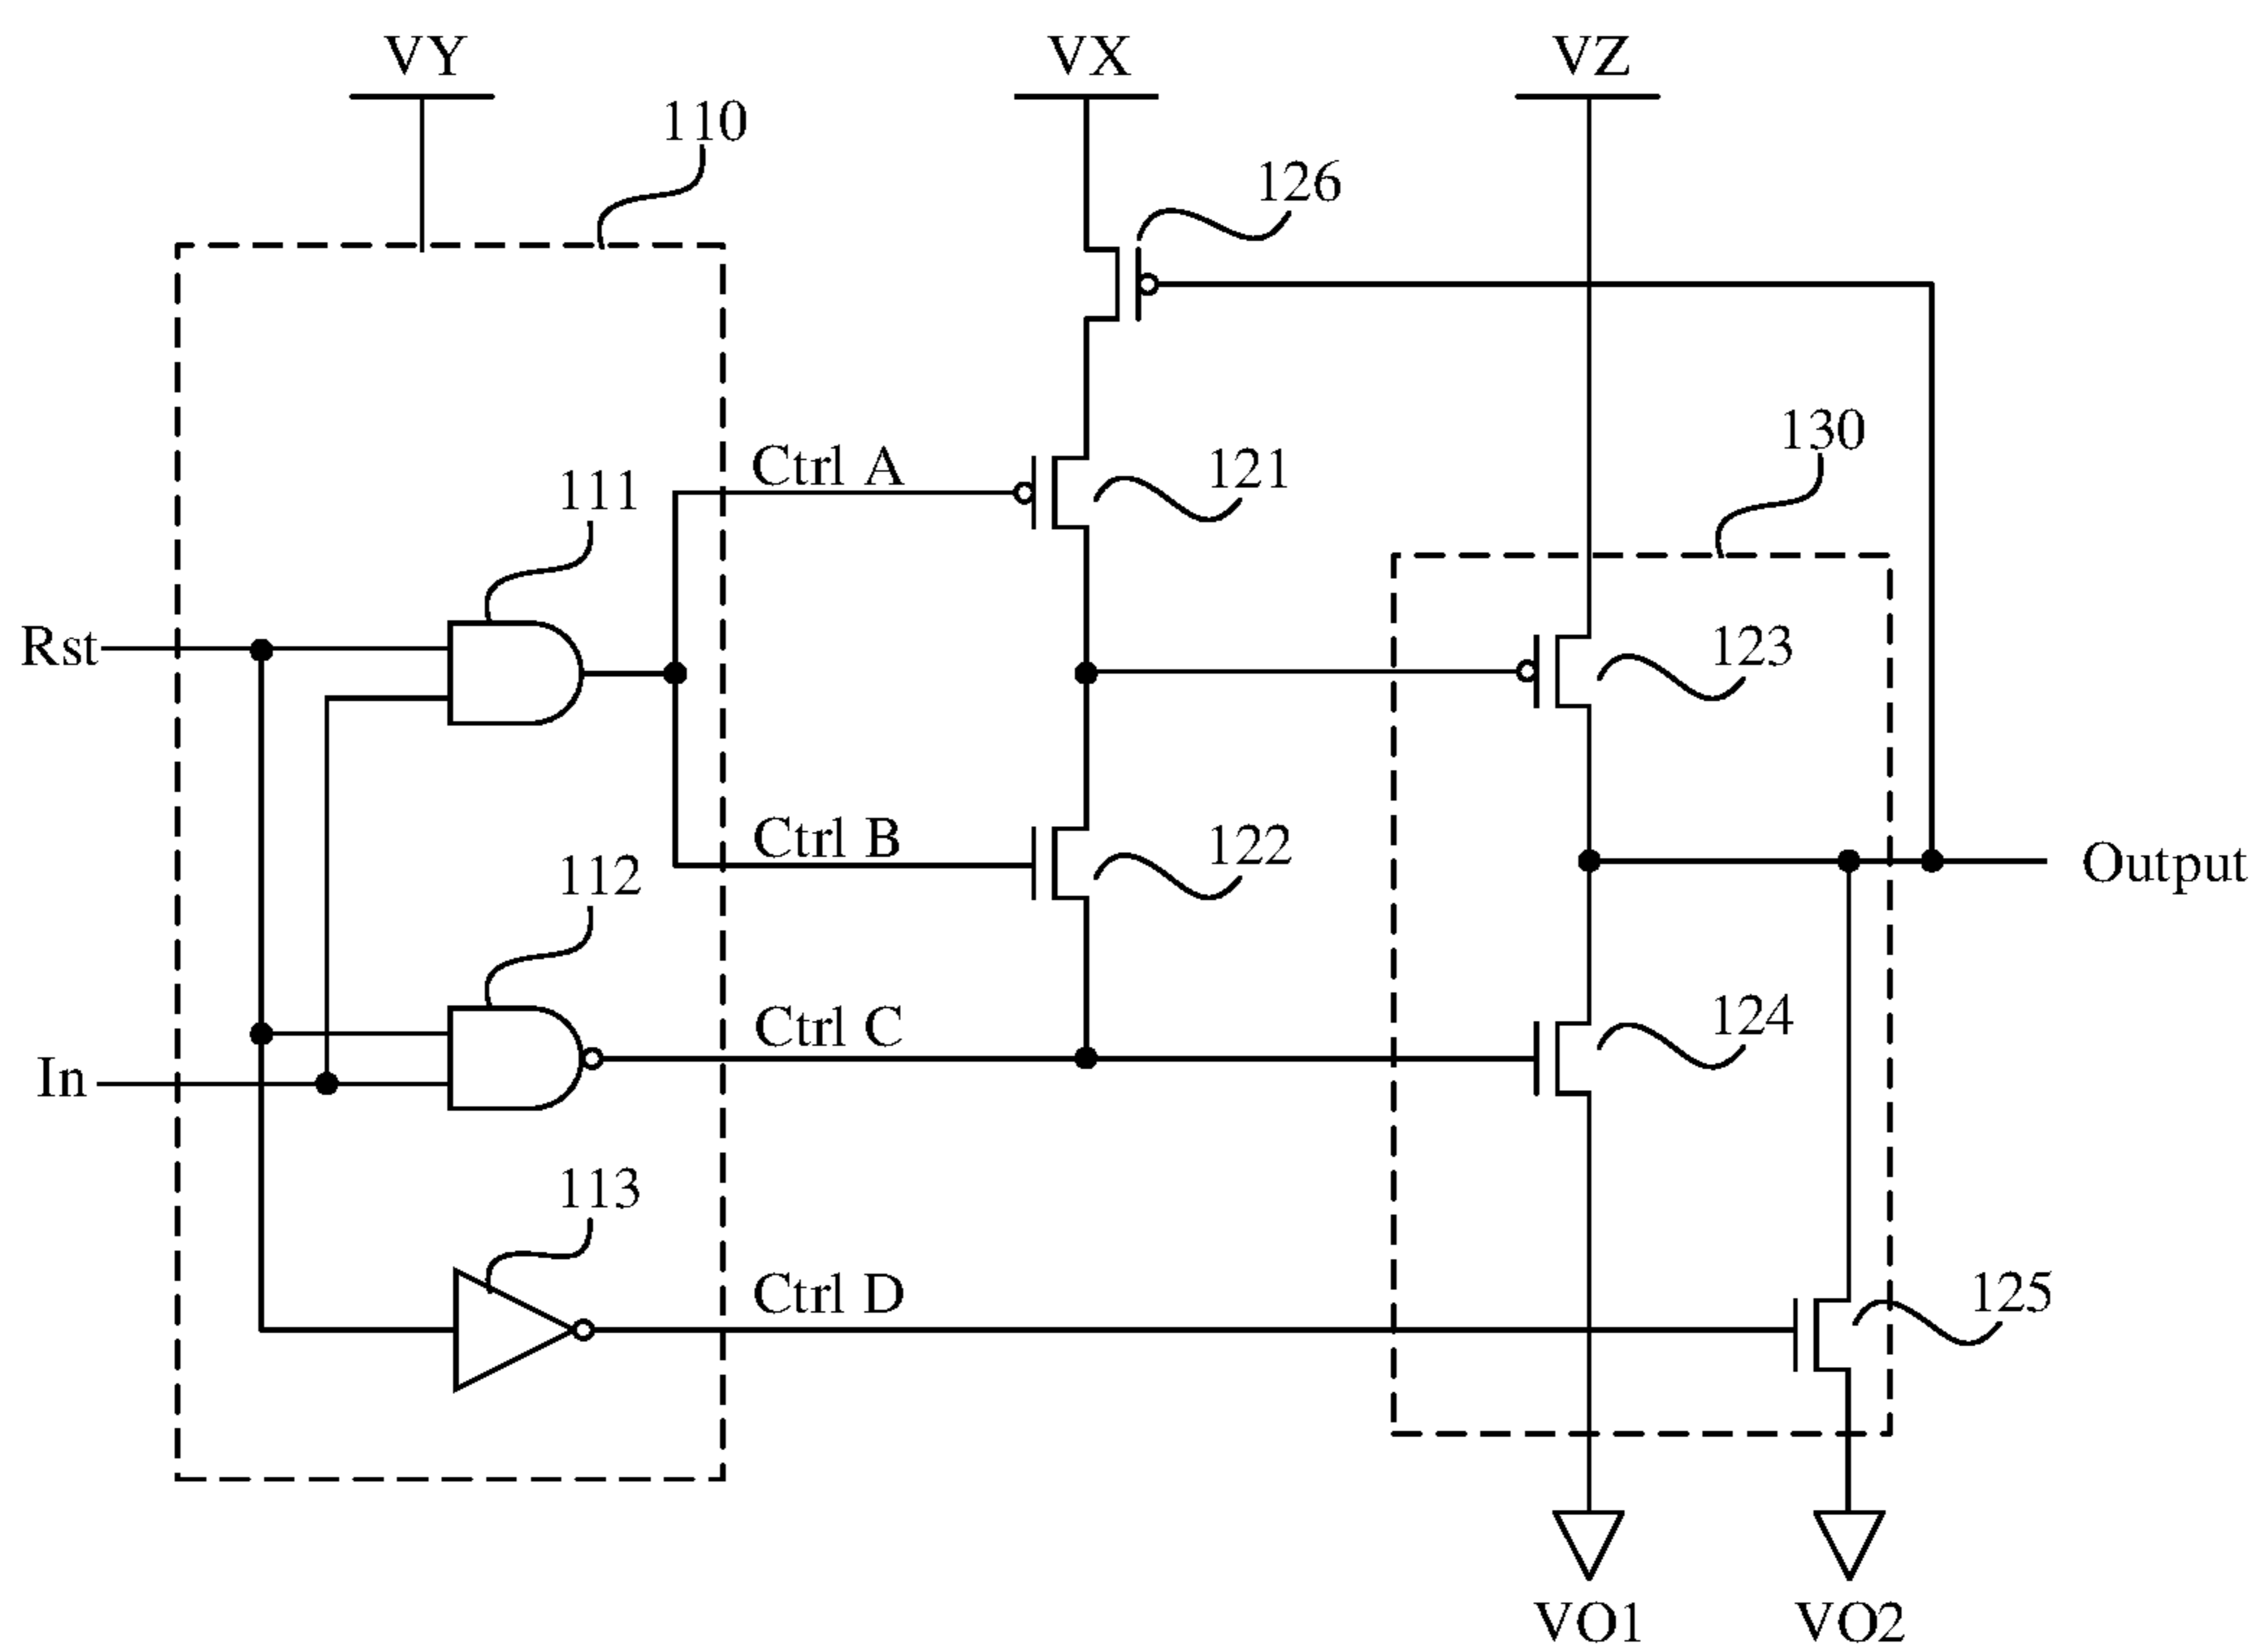 VY
VX
VZ
110
126
130
Ctrl A
121
111
Rst
123
Ctrl B
122
112
Output
Ctrl C
124
In
113
Ctrl D
125
VO1
VO2